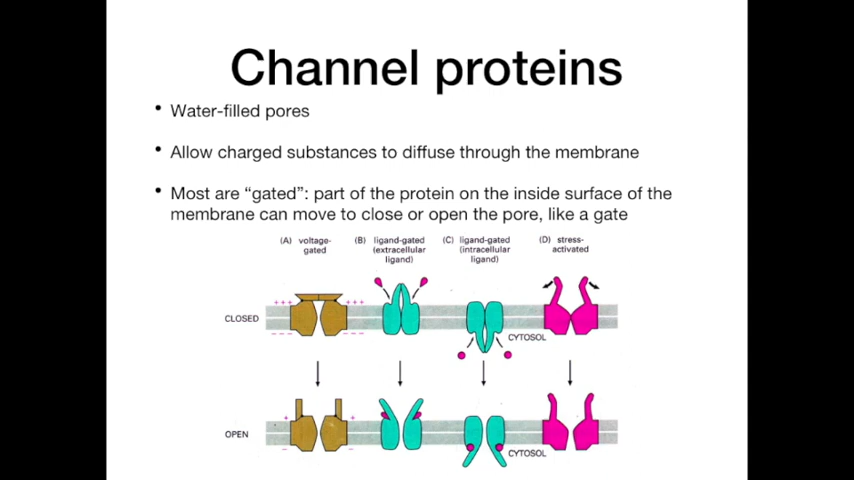 Channel proteins
• Water-filled pores
• Allow charged substances to diffuse through the membrane
• Most are “gated”: part of the protein on the inside surface of the
membrane can move to close or open the pore, like a gate
(A) voltage-
gated
(B) ligand-gated
(extracellular
ligand)
(C) ligand-gated
(intracellular
ligand)
(D) stress-
activated
+++ +++
CLOSED
--- ---
CYTOSOL
+ +
OPEN
- -
CYTOSOL